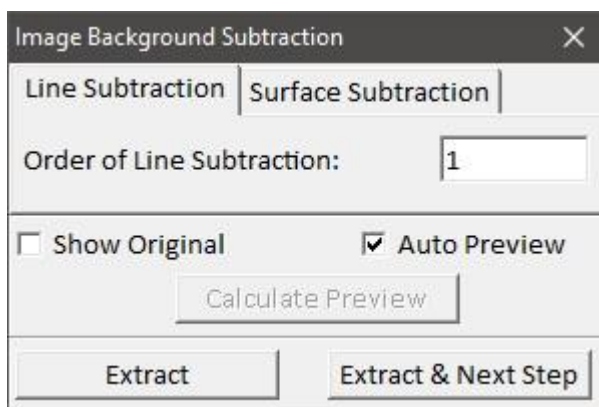 Image Background Subtraction
Line Subtraction Surface Subtraction
Order of Line Subtraction: 1
Show Original Auto Preview
Calculate Preview
Extract Extract & Next Step